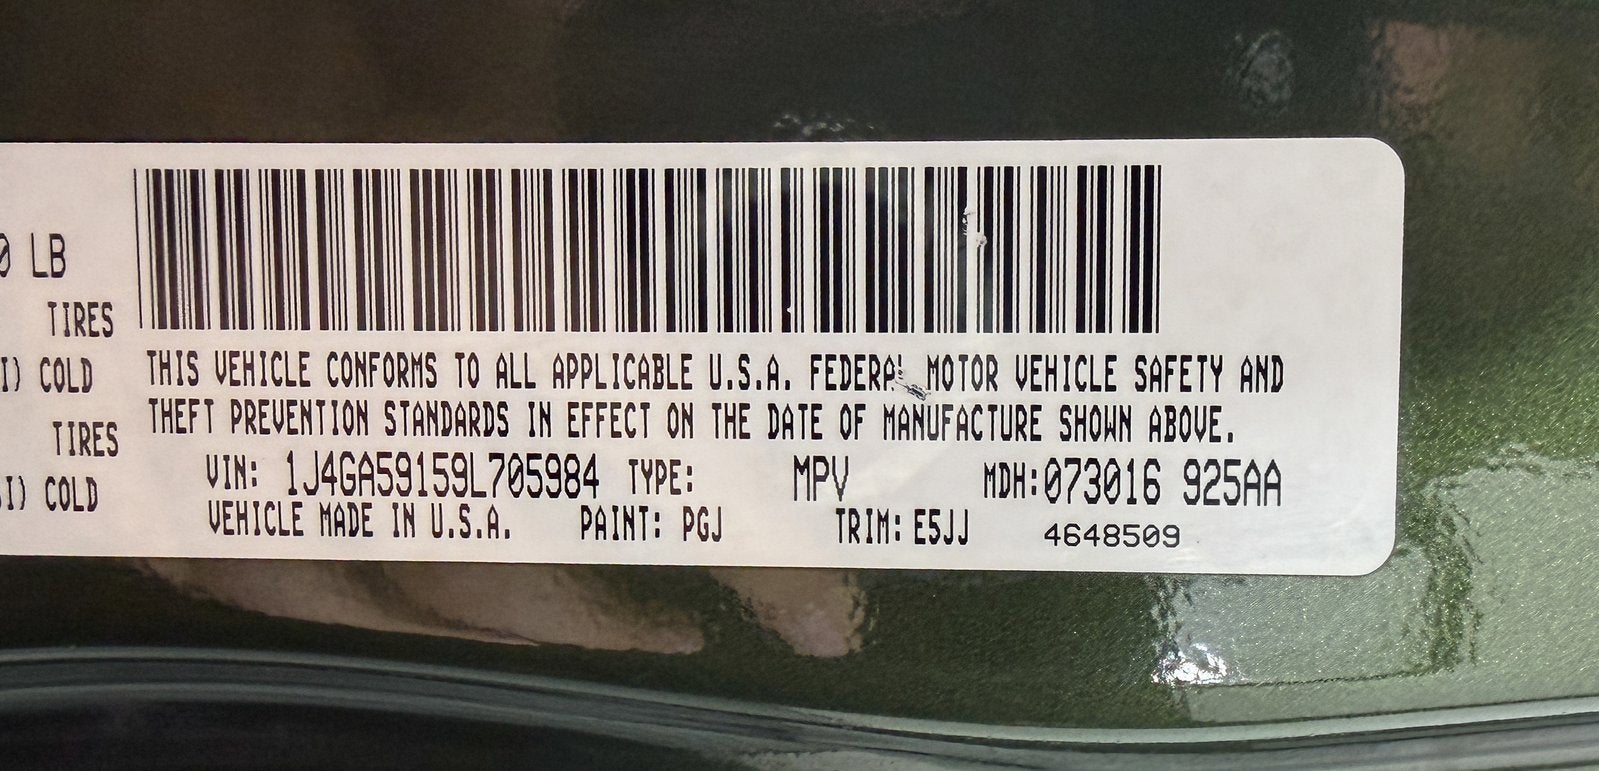 0 LB
TIRES
I) COLD
TIRES
SI) COLD
THIS VEHICLE CONFORMS TO ALL APPLICABLE U.S.A. FEDERAL MOTOR VEHICLE SAFETY AND
THEFT PREVENTION STANDARDS IN EFFECT ON THE DATE OF MANUFACTURE SHOWN ABOVE.
VIN: 1J4GA59159L705984 TYPE: MPV MDH:073016 925AA
VEHICLE MADE IN U.S.A. PAINT: PGJ TRIM: E5JJ 4648509